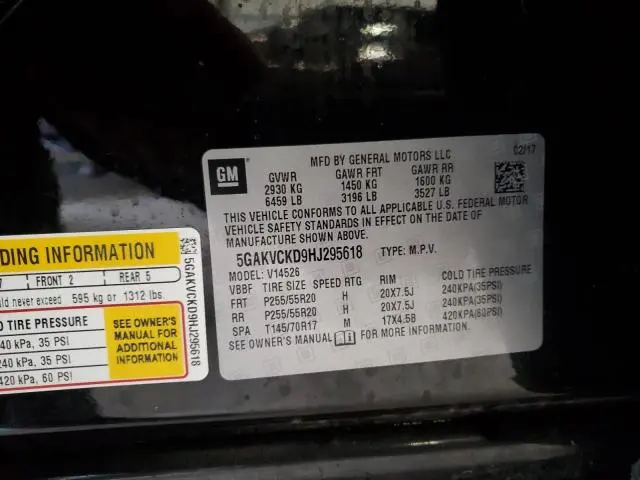 GM
MFD BY GENERAL MOTORS LLC
02/17
GVWR GAWR FRT GAWR RR
2930 KG 1450 KG 1600 KG
6459 LB 3196 LB 3527 LB
THIS VEHICLE CONFORMS TO ALL APPLICABLE U.S. FEDERAL MOTOR
VEHICLE SAFETY STANDARDS IN EFFECT ON THE DATE OF
MANUFACTURE SHOWN ABOVE.
5GAKVCKD9HJ295618 TYPE: M.P.V.
MODEL: V14526
VBBF TIRE SIZE SPEED RTG RIM COLD TIRE PRESSURE
FRT P255/55R20 H 20X7.5J 240KPA(35PSI)
RR P255/55R20 H 20X7.5J 240KPA(35PSI)
SPA T145/70R17 M 17X4.5B 420KPA(60PSI)
SEE OWNER'S MANUAL FOR MORE INFORMATION.
DING INFORMATION
7 FRONT 2 REAR 5
ould never exceed 595 kg or 1312 lbs.
D TIRE PRESSURE
40 kPa, 35 PSI
240 kPa, 35 PSI
420 kPa, 60 PSI
SEE OWNER'S
MANUAL FOR
ADDITIONAL
INFORMATION
5GAKVCKD9HJ295618